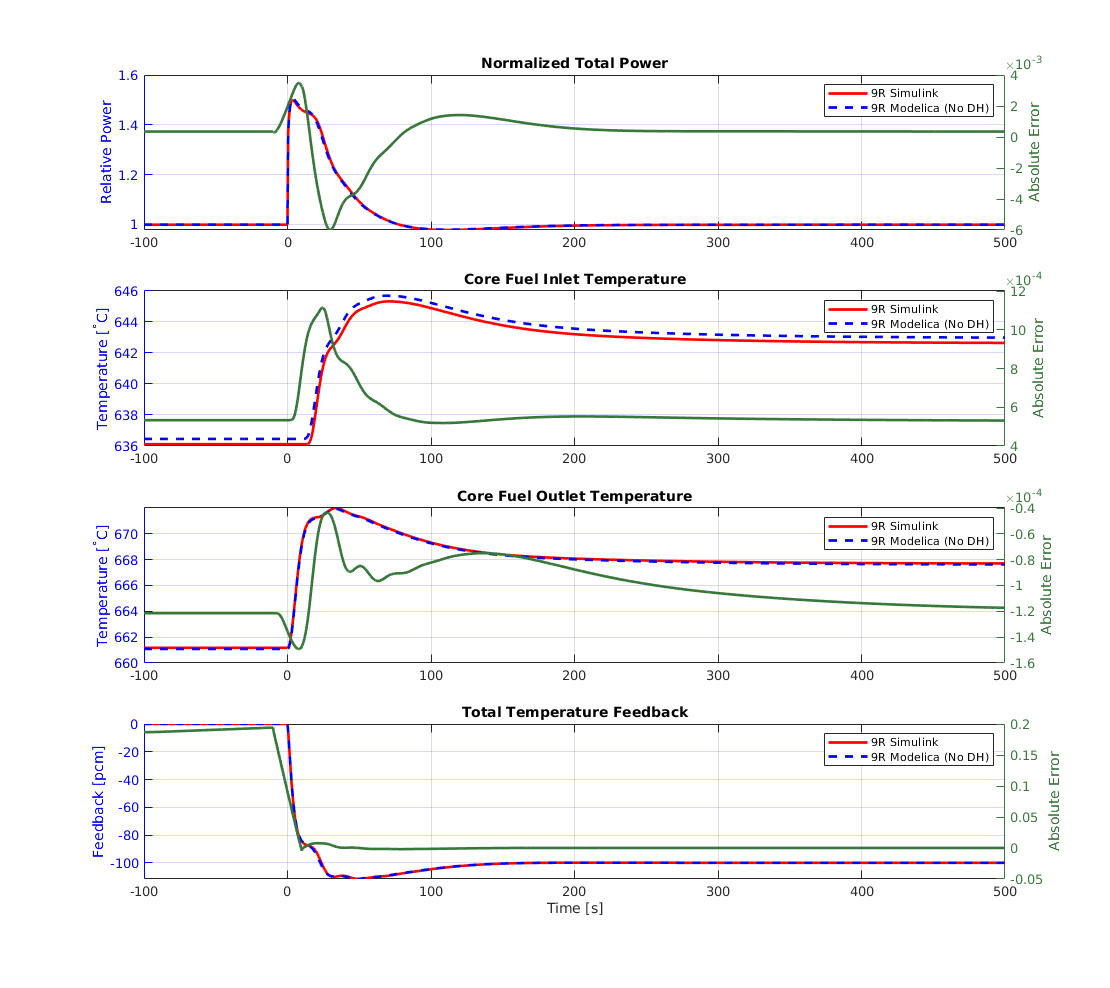 Normalized Total Power
×10⁻³
1.6
1.4
1.2
1
Relative Power
9R Simulink
9R Modelica (No DH)
4
2
0
-2
-4
-6
Absolute Error
-100 0 100 200 300 400 500
Core Fuel Inlet Temperature
×10⁻⁴
646
644
642
640
638
636
Temperature [°C]
9R Simulink
9R Modelica (No DH)
12
10
8
6
4
Absolute Error
-100 0 100 200 300 400 500
Core Fuel Outlet Temperature
×10⁻⁴
670
668
666
664
662
660
Temperature [°C]
9R Simulink
9R Modelica (No DH)
-0.4
-0.6
-0.8
-1
-1.2
-1.4
-1.6
Absolute Error
-100 0 100 200 300 400 500
Total Temperature Feedback
0
-20
-40
-60
-80
-100
Feedback [pcm]
9R Simulink
9R Modelica (No DH)
0.2
0.15
0.1
0.05
0
-0.05
Absolute Error
-100 0 100 200 300 400 500
Time [s]